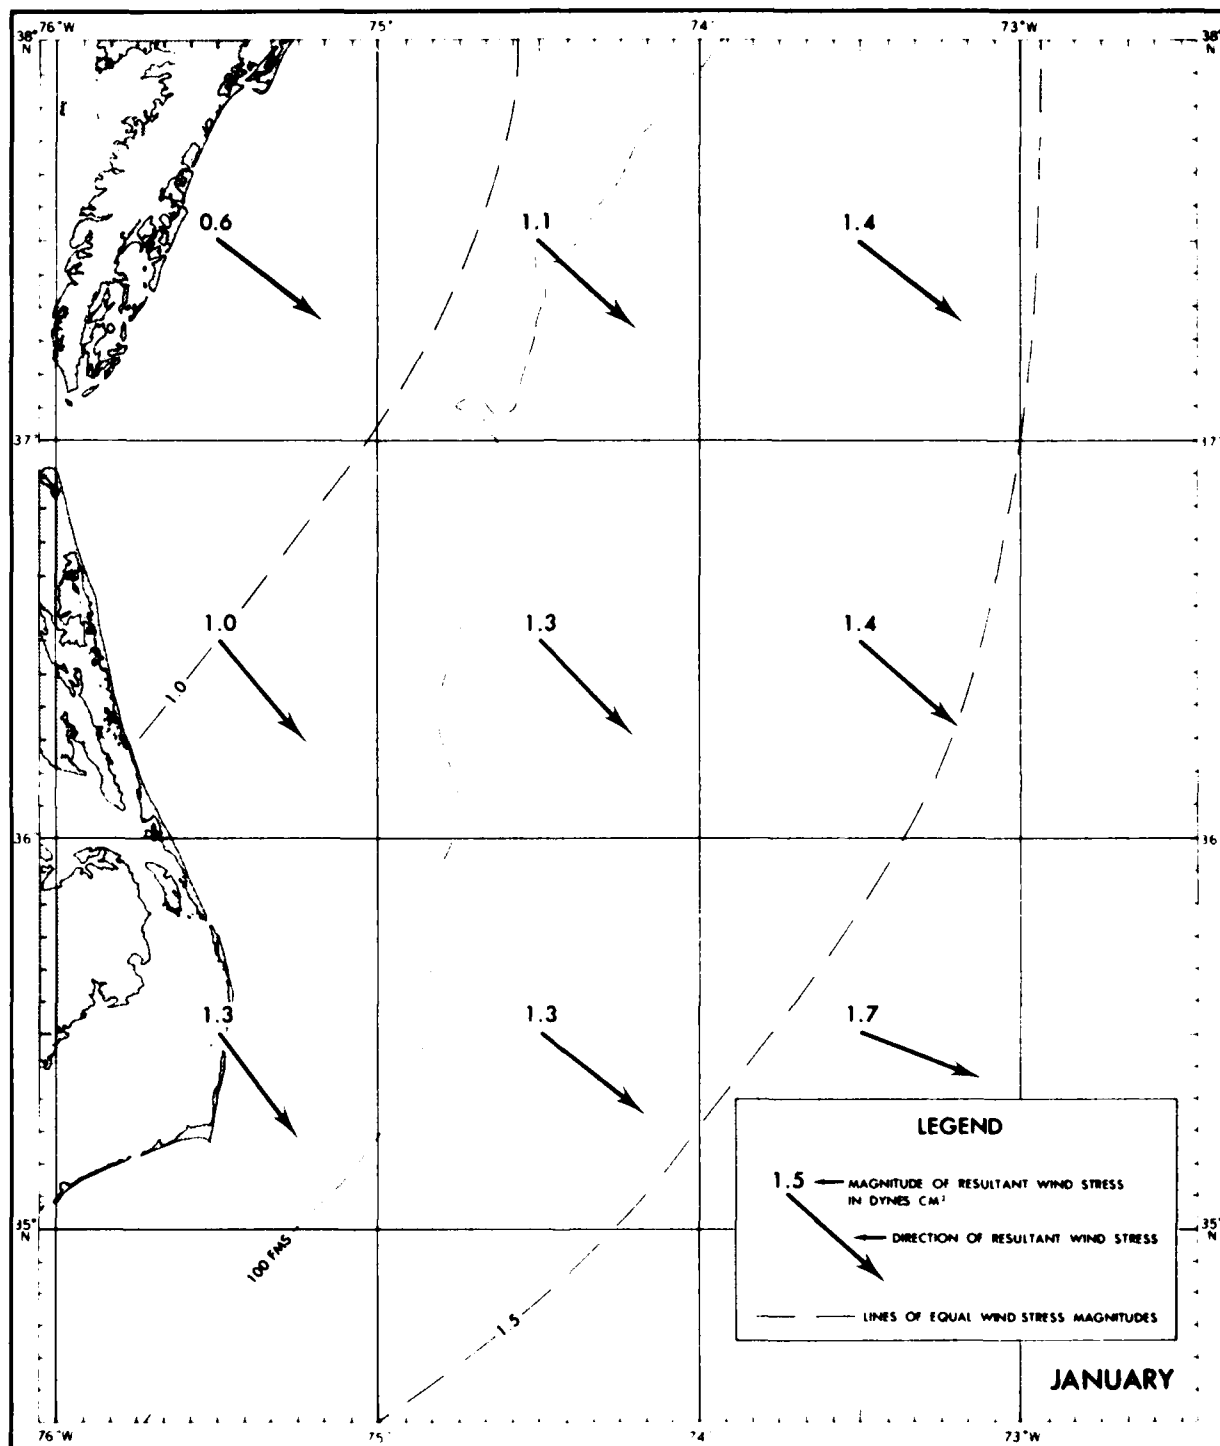 76°W 75° 74° 73°W
38° N 38° N
0.6 1.1 1.4
37° 37°
1.0 1.3 1.4
1.0
36° 36
1.3 1.3 1.7
LEGEND
1.5 MAGNITUDE OF RESULTANT WIND STRESS
IN DYNES CM²
35° N 35° N
DIRECTION OF RESULTANT WIND STRESS
100 FMS
1.5
LINES OF EQUAL WIND STRESS MAGNITUDES
JANUARY
76°W 75° 74° 73°W